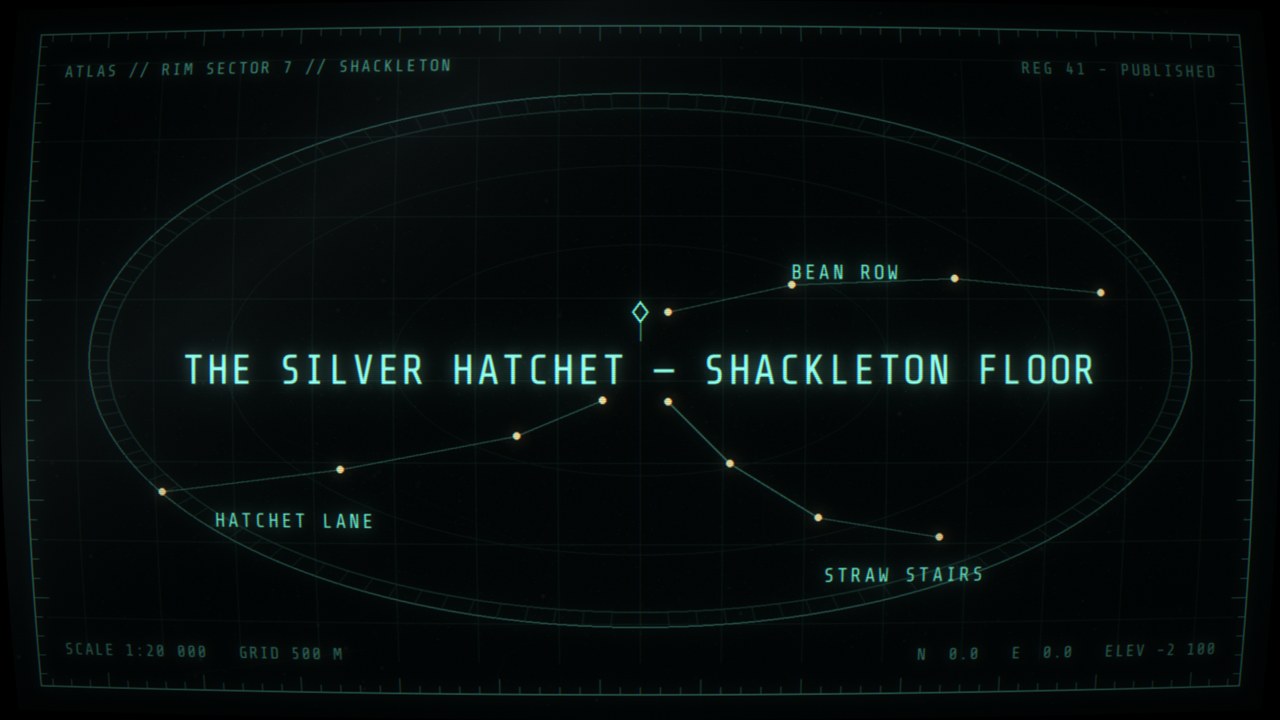 ATLAS // RIM SECTOR 7 // SHACKLETON
REG 41 — PUBLISHED
BEAN ROW
THE SILVER HATCHET — SHACKLETON FLOOR
HATCHET LANE
STRAW STAIRS
SCALE 1:20 000 GRID 500 M
N 0.0 E 0.0 ELEV −2 100